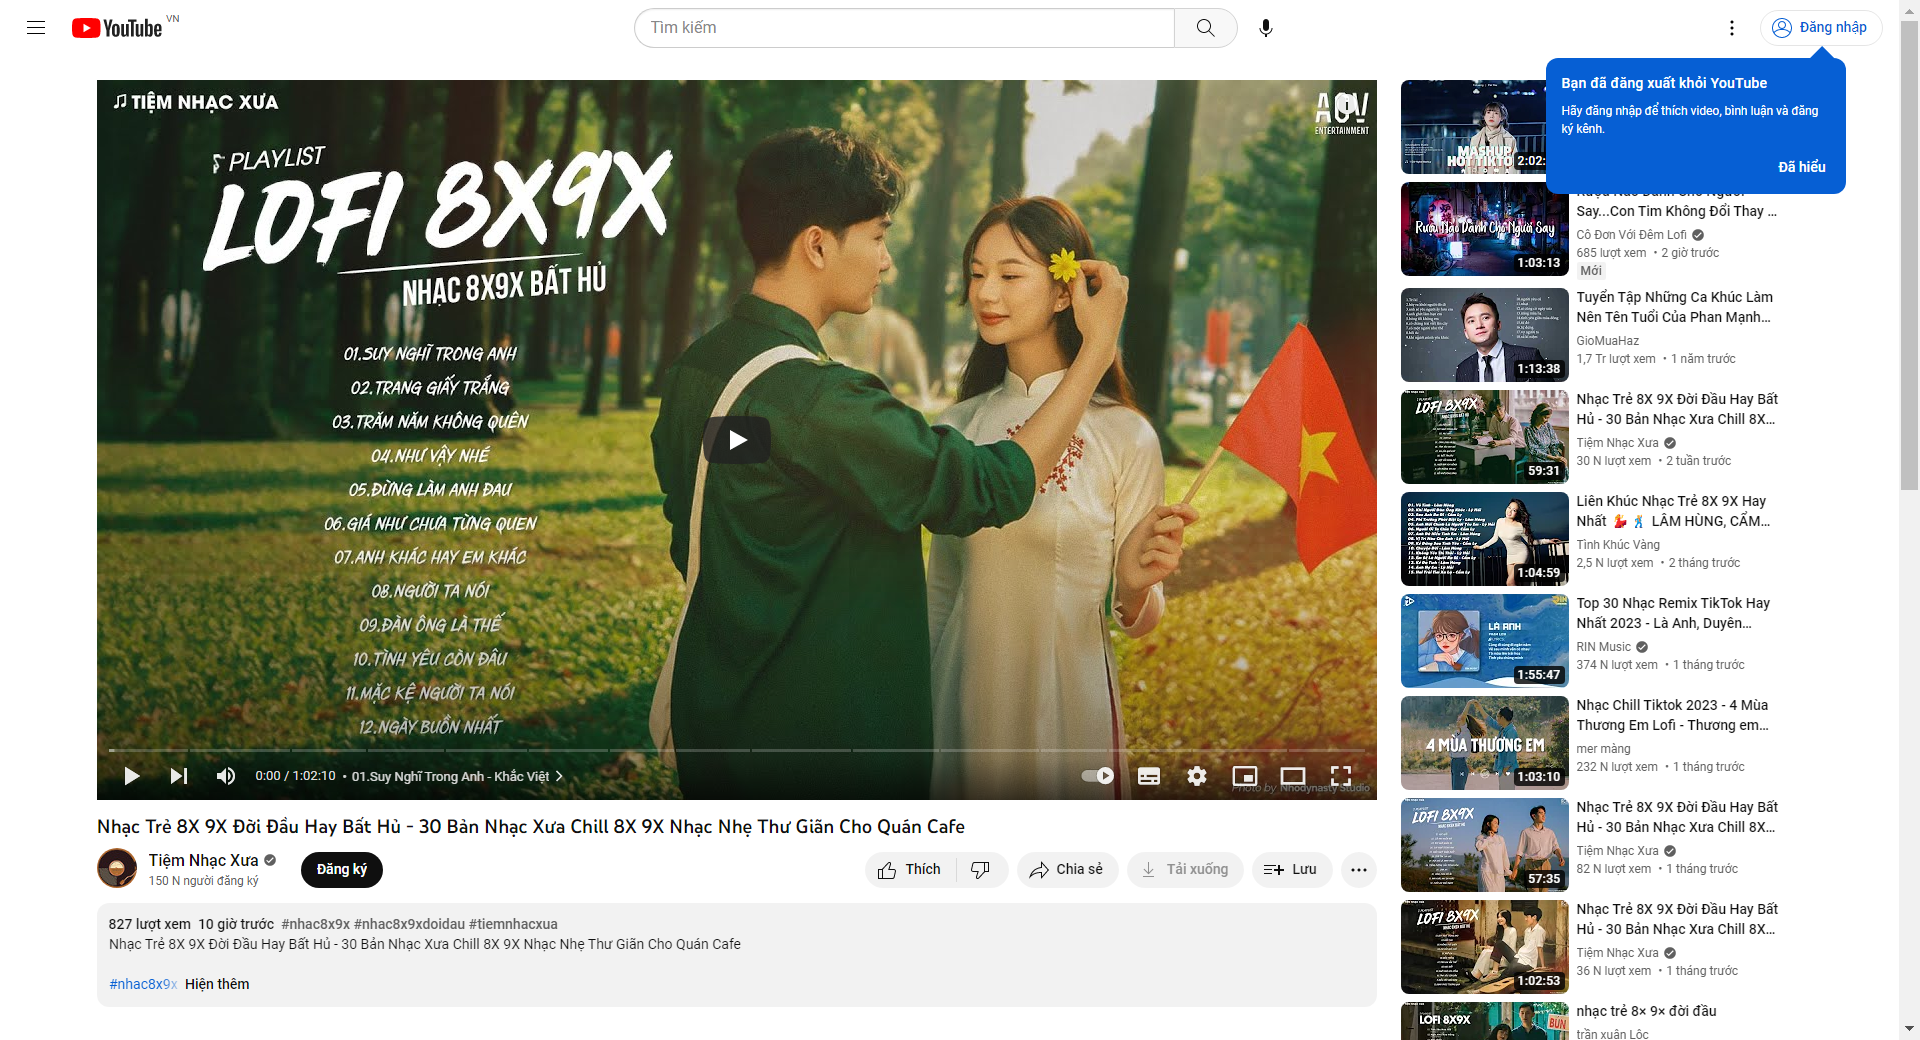 YouTube VN
Tìm kiếm
Đăng nhập
Bạn đã đăng xuất khỏi YouTube
Hãy đăng nhập để thích video, bình luận và đăng
ký kênh.
Đã hiểu
TIỆM NHẠC XƯA
ENTERTAINMENT
PLAYLIST
LOFI 8X9X
NHẠC 8X9X BẤT HỦ
01.SUY NGHĨ TRONG ANH
02.TRANG GIẤY TRẮNG
03.TRĂM NĂM KHÔNG QUÊN
04.NHƯ VẬY NHÉ
05.ĐỪNG LÀM ANH ĐAU
06.GIÁ NHƯ CHƯA TỪNG QUEN
07.ANH KHÁC HAY EM KHÁC
08.NGƯỜI TA NÓI
09.ĐÀN ÔNG LÀ THẾ
10.TÌNH YÊU CÒN ĐÂU
11.MẶC KỆ NGƯỜI TA NÓI
12.NGÀY BUỒN NHẤT
0:00 / 1:02:10 • 01.Suy Nghĩ Trong Anh - Khắc Việt
Photo by Nhodynasty Studio
Nhạc Trẻ 8X 9X Đời Đầu Hay Bất Hủ - 30 Bản Nhạc Xưa Chill 8X 9X Nhạc Nhẹ Thư Giãn Cho Quán Cafe
Tiệm Nhạc Xưa
150 N người đăng ký
Đăng ký
Thích
Chia sẻ
Tải xuống
Lưu
827 lượt xem 10 giờ trước #nhac8x9x #nhac8x9xdoidau #tiemnhacxua
Nhạc Trẻ 8X 9X Đời Đầu Hay Bất Hủ - 30 Bản Nhạc Xưa Chill 8X 9X Nhạc Nhẹ Thư Giãn Cho Quán Cafe
#nhac8x9x Hiện thêm
MASHUP
HOT TIKTO
2:02:
Rượu Nào Dành Cho Người Say
1:03:13
Rượu Nào Dành Cho Người
Say...Con Tim Không Đổi Thay ...
Cô Đơn Với Đêm Lofi
685 lượt xem • 2 giờ trước
Mới
1:13:38
Tuyển Tập Những Ca Khúc Làm
Nên Tên Tuổi Của Phan Mạnh...
GioMuaHaz
1,7 Tr lượt xem • 1 năm trước
LOFI 8X9X
59:31
Nhạc Trẻ 8X 9X Đời Đầu Hay Bất
Hủ - 30 Bản Nhạc Xưa Chill 8X...
Tiệm Nhạc Xưa
30 N lượt xem • 2 tuần trước
1:04:59
Liên Khúc Nhạc Trẻ 8X 9X Hay
Nhất 💃🕺 LÂM HÙNG, CẨM...
Tình Khúc Vàng
2,5 N lượt xem • 2 tháng trước
LÀ ANH
1:55:47
Top 30 Nhạc Remix TikTok Hay
Nhất 2023 - Là Anh, Duyên...
RIN Music
374 N lượt xem • 1 tháng trước
4 MÙA THƯƠNG EM
1:03:10
Nhạc Chill Tiktok 2023 - 4 Mùa
Thương Em Lofi - Thương em...
mer màng
232 N lượt xem • 1 tháng trước
LOFI 8X9X
57:35
Nhạc Trẻ 8X 9X Đời Đầu Hay Bất
Hủ - 30 Bản Nhạc Xưa Chill 8X...
Tiệm Nhạc Xưa
82 N lượt xem • 1 tháng trước
LOFI 8X9X
1:02:53
Nhạc Trẻ 8X 9X Đời Đầu Hay Bất
Hủ - 30 Bản Nhạc Xưa Chill 8X...
Tiệm Nhạc Xưa
36 N lượt xem • 1 tháng trước
LOFI 8X9X
BÚN
nhạc trẻ 8× 9× đời đầu
trần xuân Lộc